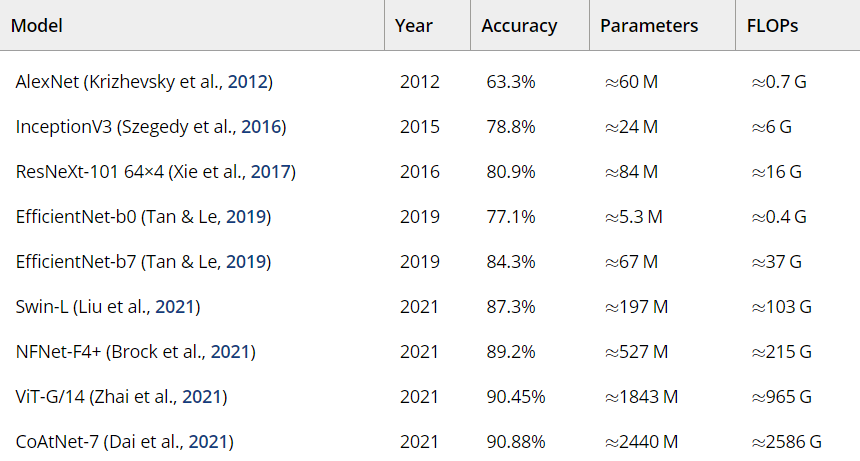 Model Year Accuracy Parameters FLOPs
AlexNet (Krizhevsky et al., 2012) 2012 63.3% ≈60 M ≈0.7 G
InceptionV3 (Szegedy et al., 2016) 2015 78.8% ≈24 M ≈6 G
ResNeXt-101 64×4 (Xie et al., 2017) 2016 80.9% ≈84 M ≈16 G
EfficientNet-b0 (Tan & Le, 2019) 2019 77.1% ≈5.3 M ≈0.4 G
EfficientNet-b7 (Tan & Le, 2019) 2019 84.3% ≈67 M ≈37 G
Swin-L (Liu et al., 2021) 2021 87.3% ≈197 M ≈103 G
NFNet-F4+ (Brock et al., 2021) 2021 89.2% ≈527 M ≈215 G
ViT-G/14 (Zhai et al., 2021) 2021 90.45% ≈1843 M ≈965 G
CoAtNet-7 (Dai et al., 2021) 2021 90.88% ≈2440 M ≈2586 G